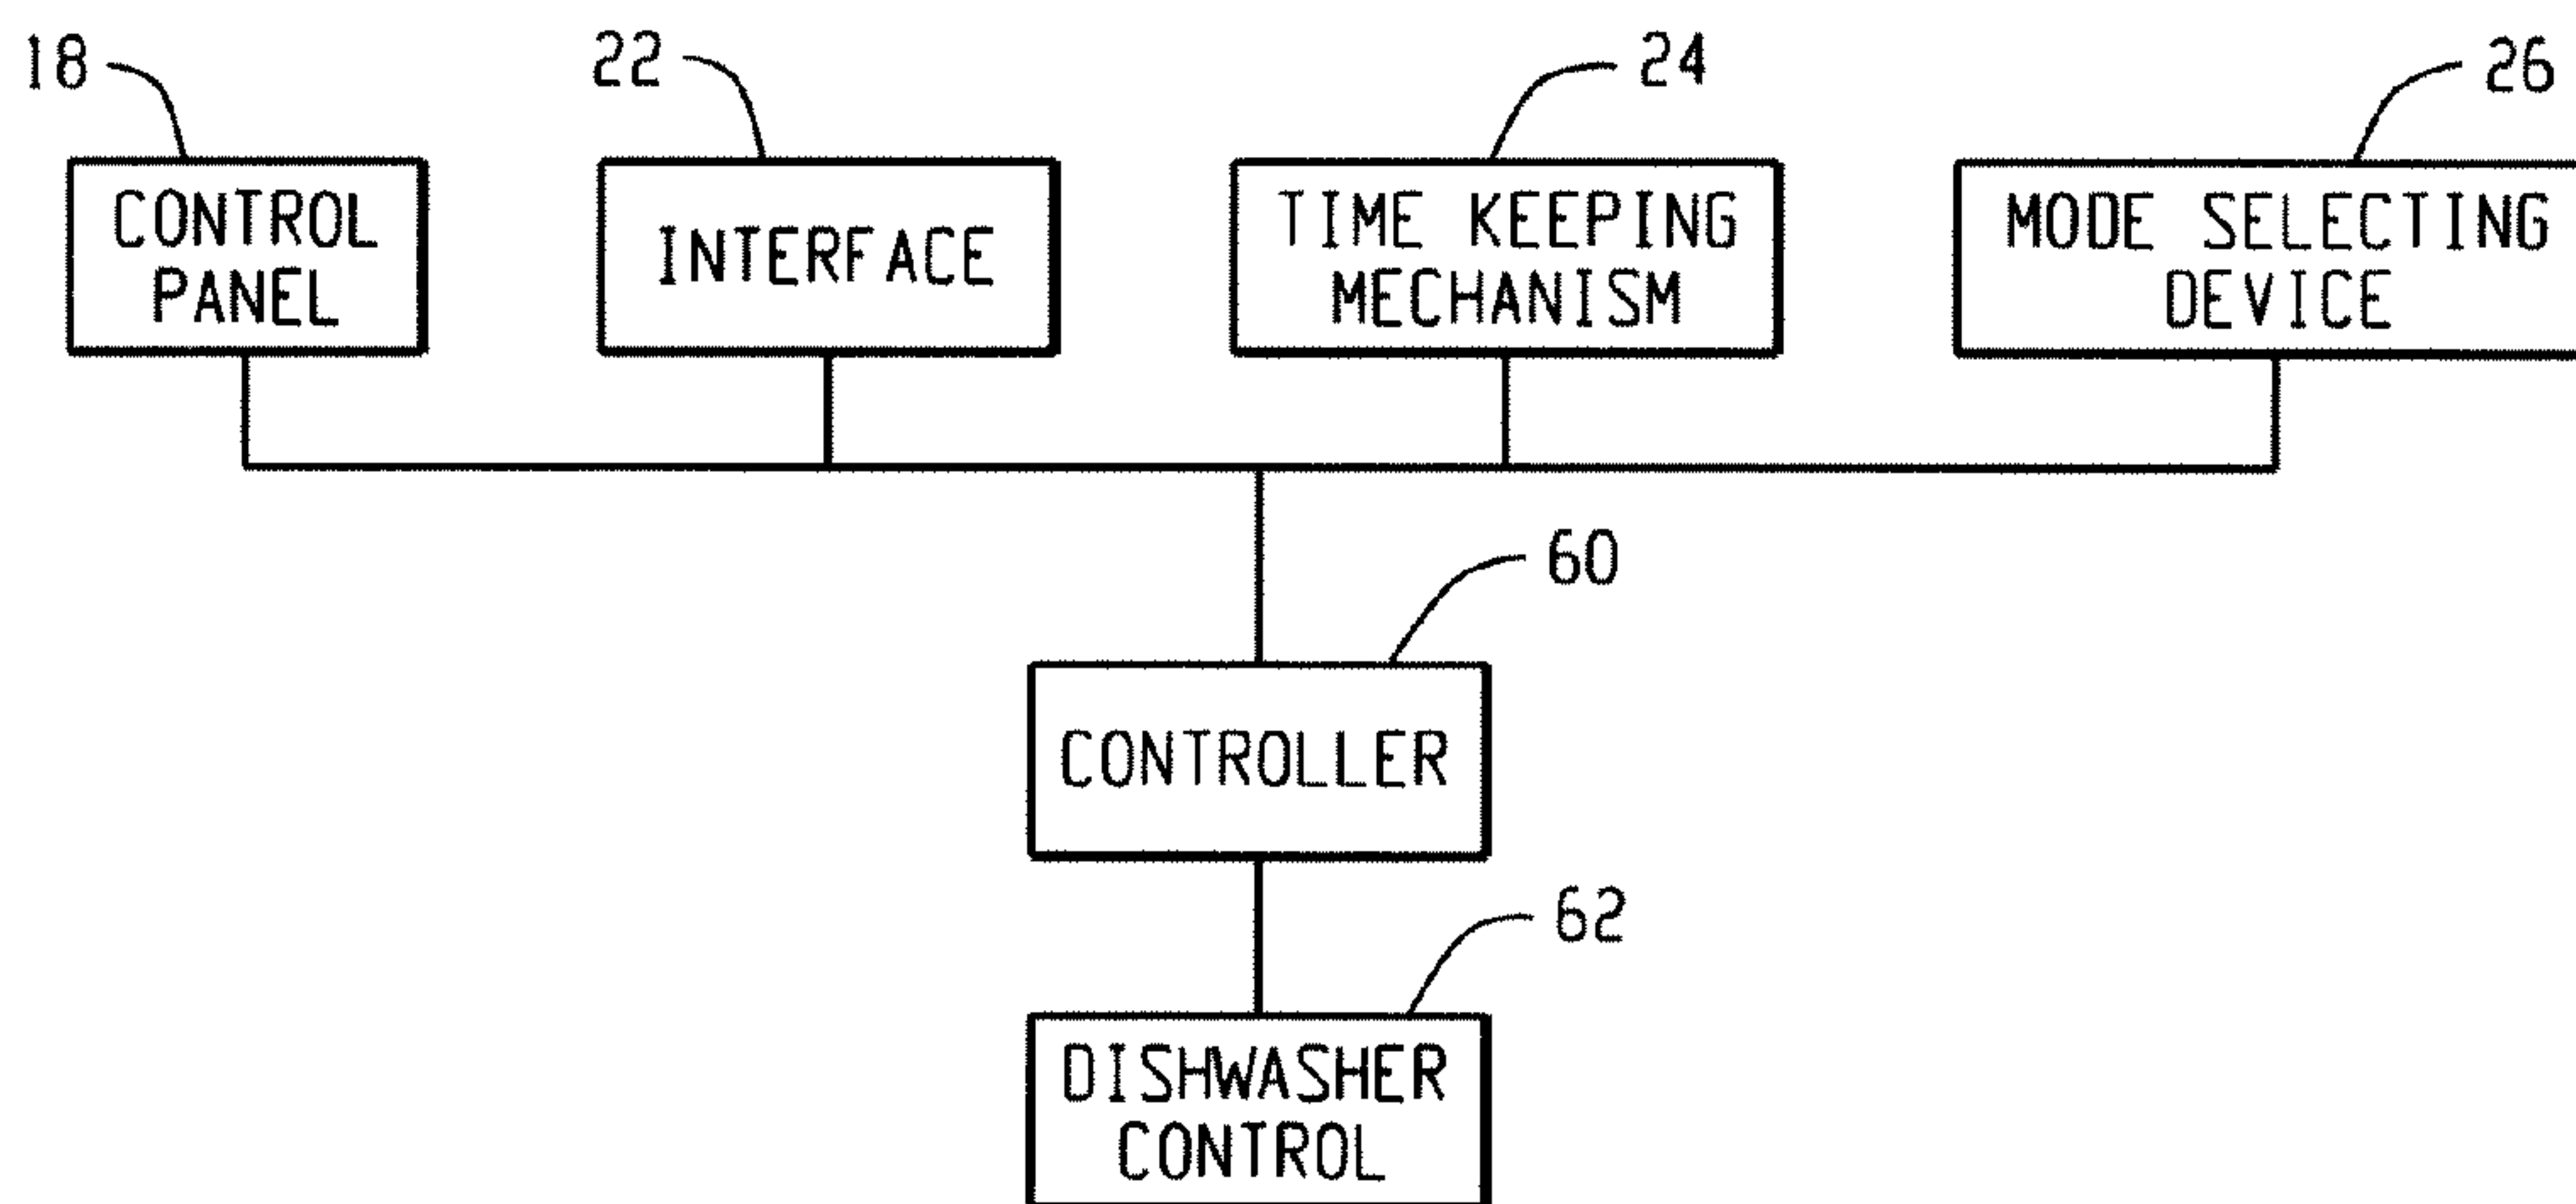 18
22
24
26
CONTROL
PANEL
INTERFACE
TIME KEEPING
MECHANISM
MODE SELECTING
DEVICE
60
CONTROLLER
62
DISHWASHER
CONTROL